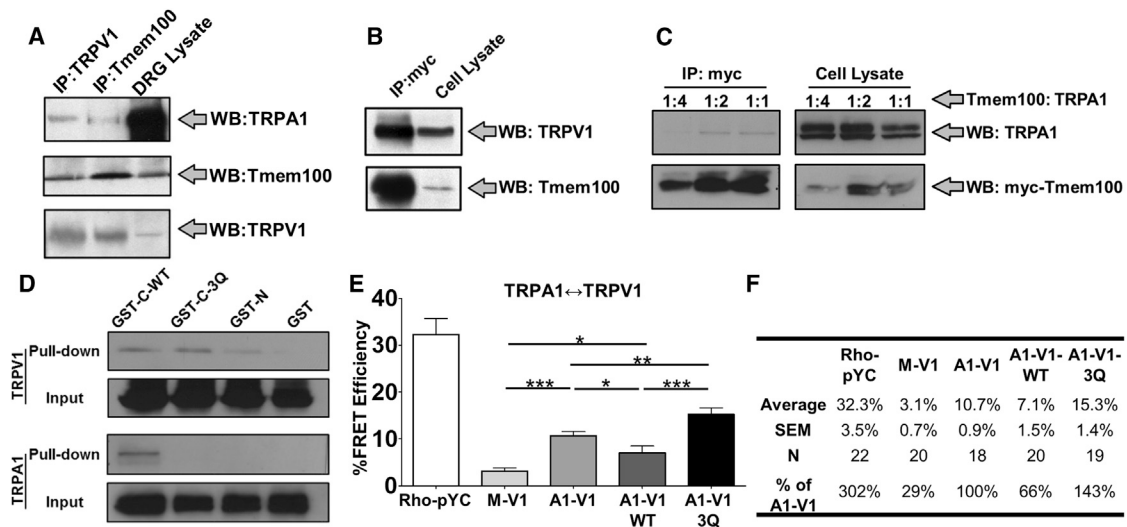 A
IP:TRPV1
IP:Tmem100
DRG Lysate
WB:TRPA1
WB:Tmem100
WB:TRPV1
B
IP:myc
Cell Lysate
WB: TRPV1
WB: Tmem100
C
IP: myc
Cell Lysate
1:4 1:2 1:1
1:4 1:2 1:1
Tmem100: TRPA1
WB: TRPA1
WB: myc-Tmem100
D
GST-C-WT
GST-C-3Q
GST-N
GST
TRPV1
Pull-down
Input
TRPA1
Pull-down
Input
E
TRPA1↔TRPV1
%FRET Efficiency
40
30
20
10
0
*
**
*** * ***
Rho-pYC M-V1 A1-V1 A1-V1 A1-V1
WT 3Q
F
Rho- M-V1 A1-V1 A1-V1- A1-V1-
pYC WT 3Q
Average 32.3% 3.1% 10.7% 7.1% 15.3%
SEM 3.5% 0.7% 0.9% 1.5% 1.4%
N 22 20 18 20 19
% of 302% 29% 100% 66% 143%
A1-V1